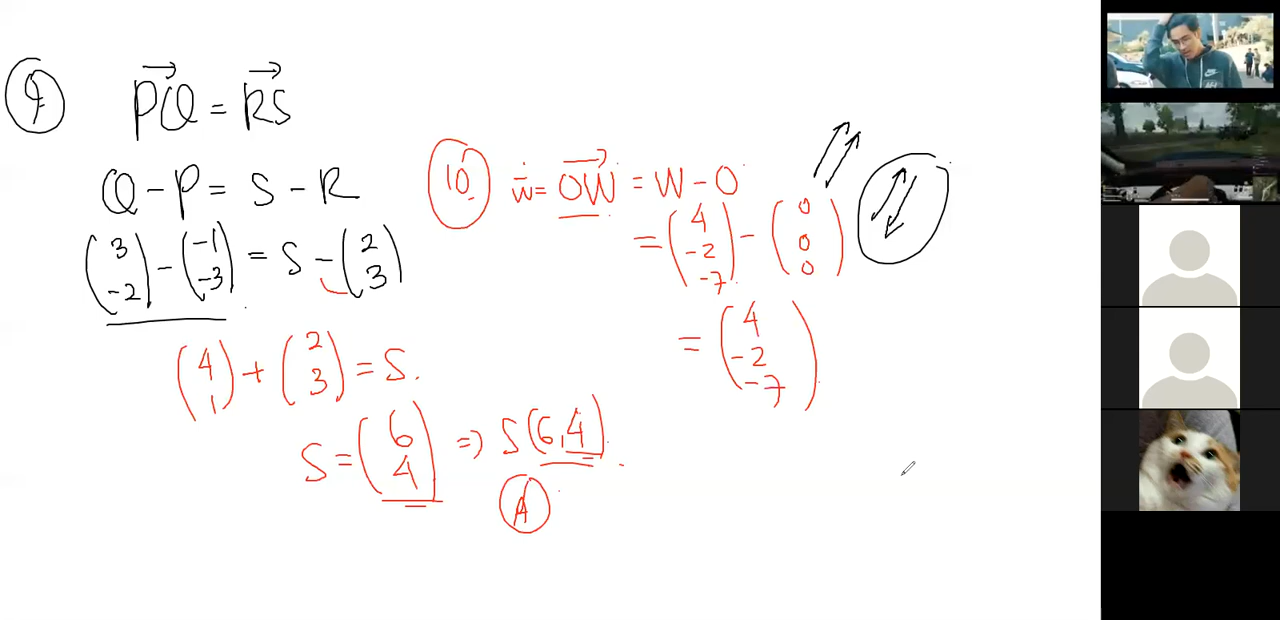 9
PQ = RS
Q - P = S - R
(3 -2) - (-1 -3) = S - (2 3)
(4 1) + (2 3) = S.
S = (6 4) => S(6,4).
A
10 w = OW = W - O
= (4 -2 -7) - (0 0 0)
= (4 -2 -7)